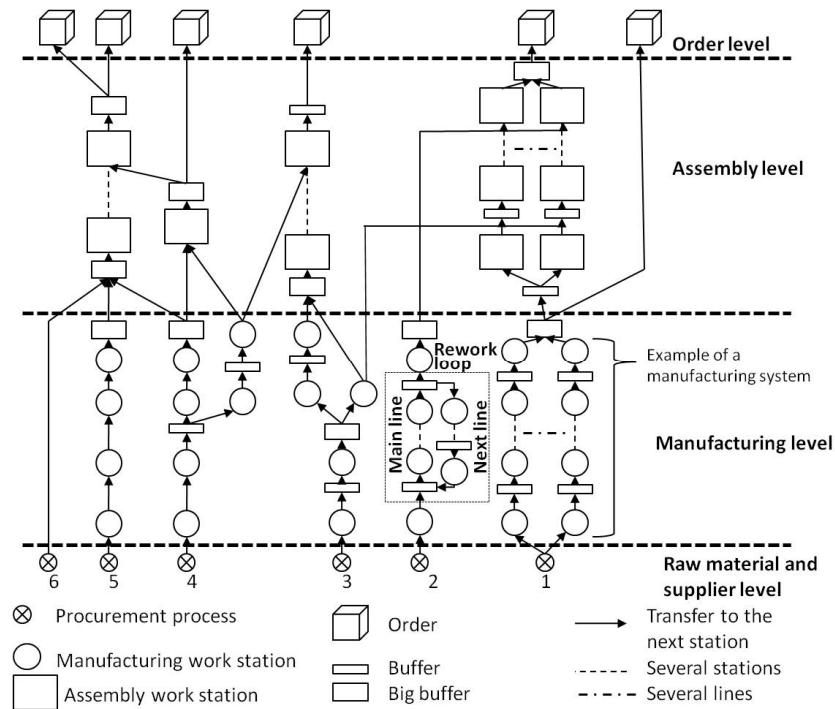 Order level
Assembly level
Rework
loop
Example of a
manufacturing system
Main line
Next line
Manufacturing level
6
5
4
3
2
1
Raw material and
supplier level
Procurement process
Order
Transfer to the
next station
Manufacturing work station
Buffer
Several stations
Assembly work station
Big buffer
Several lines